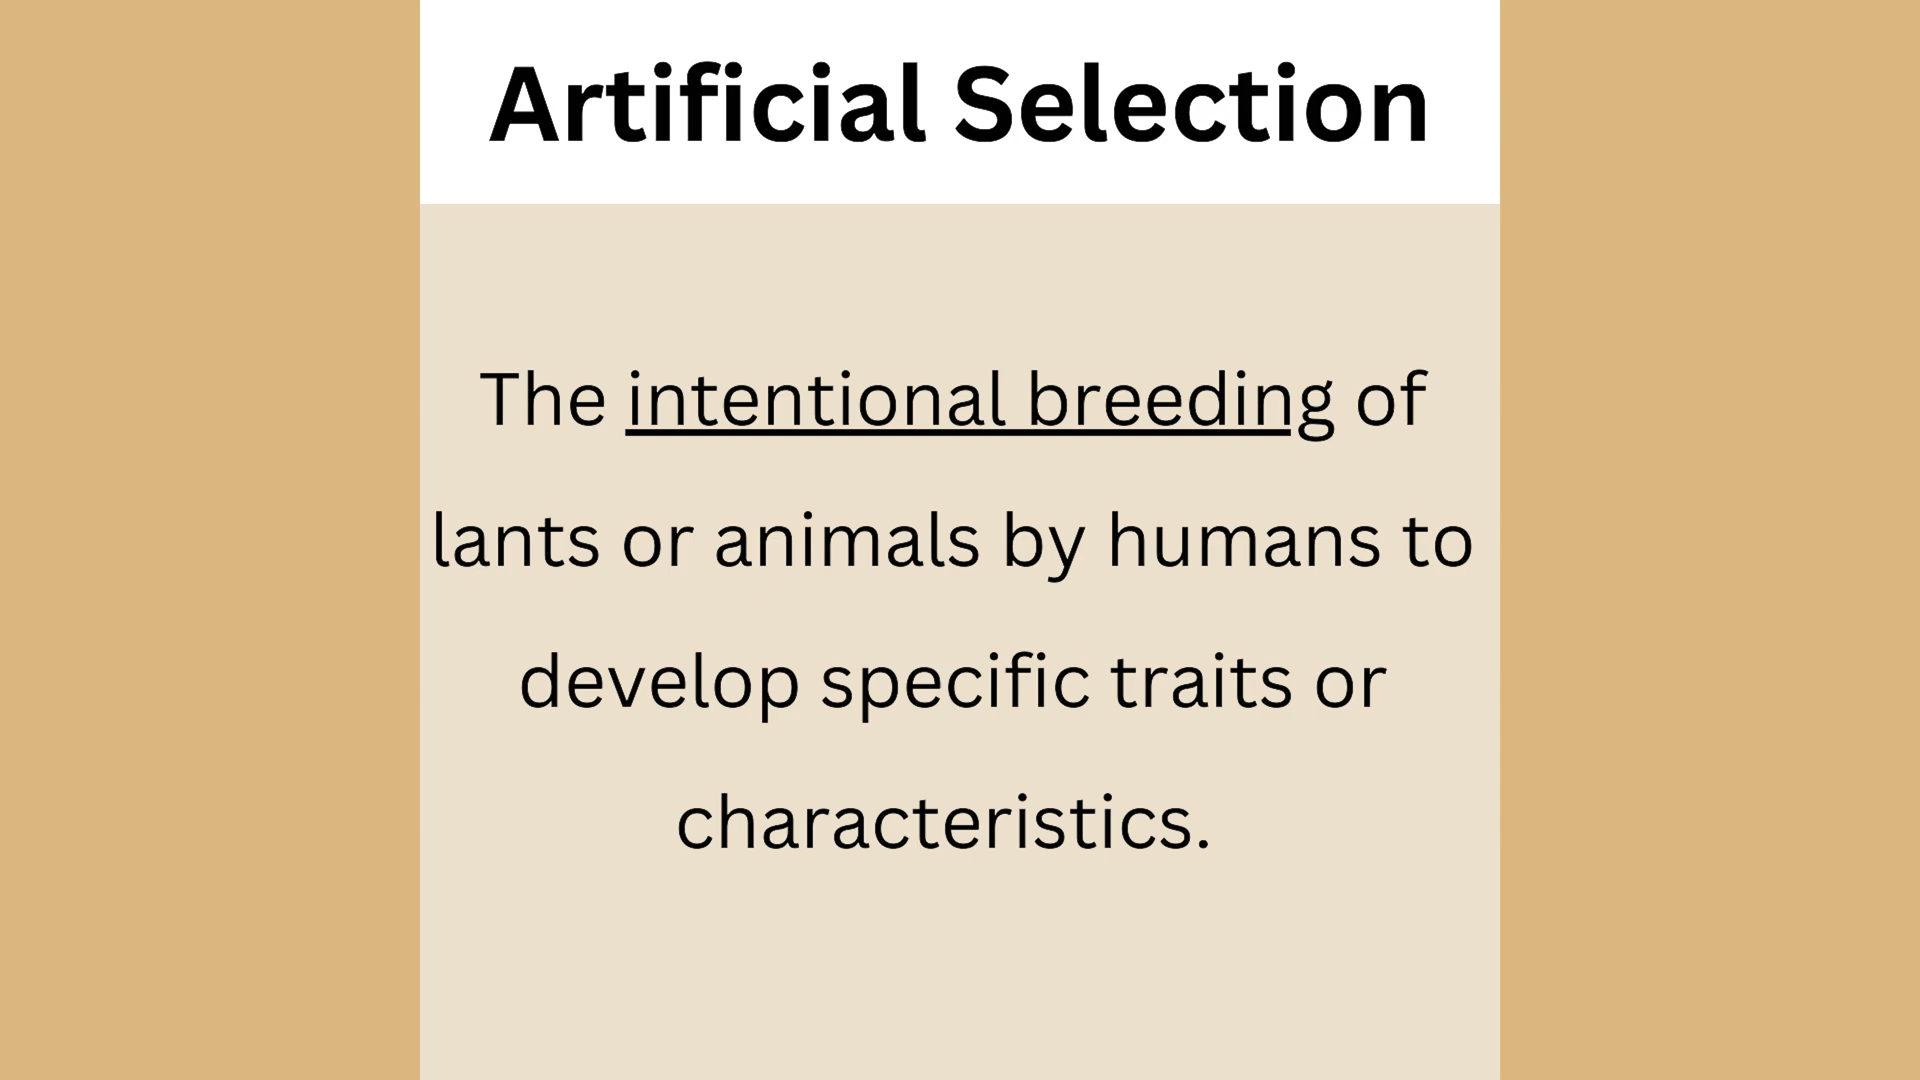 Artificial Selection
The intentional breeding of
lants or animals by humans to
develop specific traits or
characteristics.